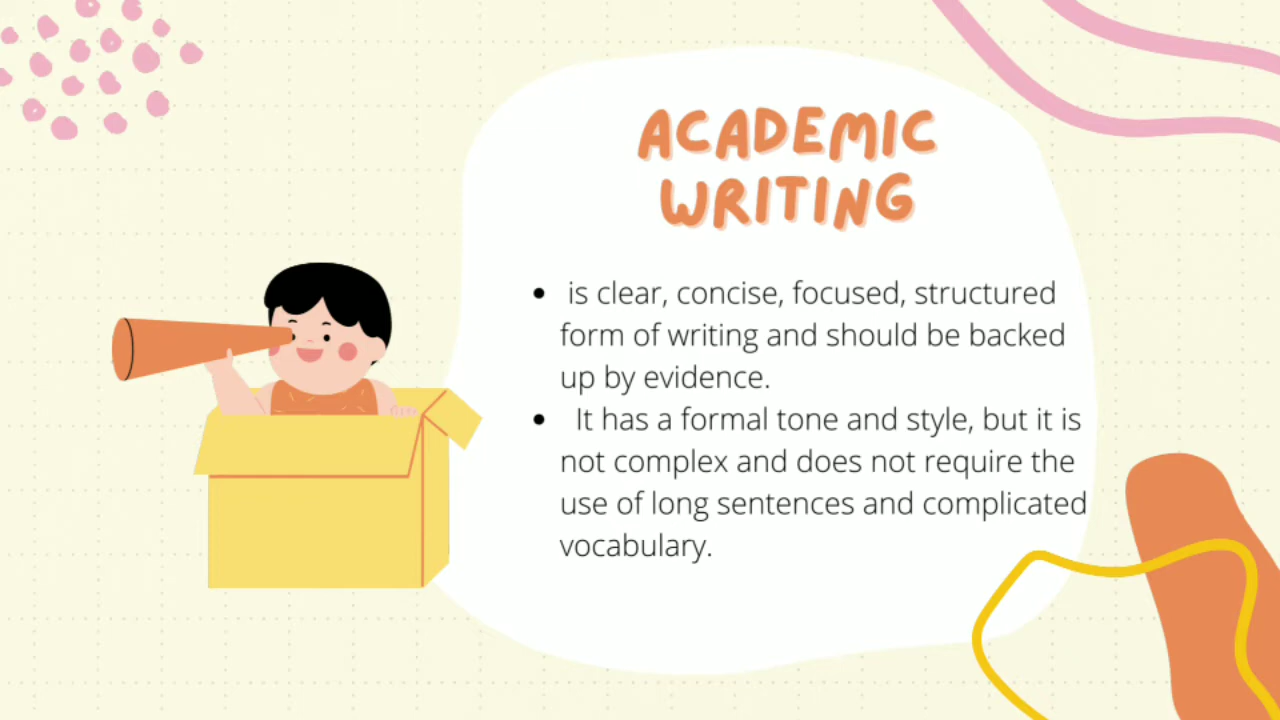 ACADEMIC
WRITING
• is clear, concise, focused, structured
form of writing and should be backed
up by evidence.
• It has a formal tone and style, but it is
not complex and does not require the
use of long sentences and complicated
vocabulary.